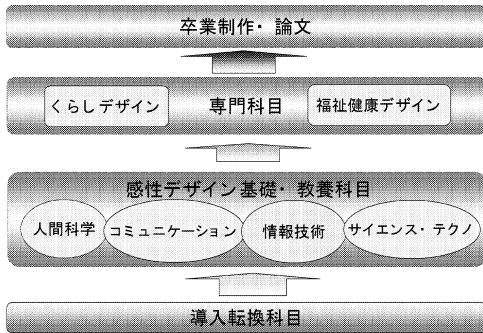 卒業制作・論文
くらしデザイン 専門科目 福祉健康デザイン
感性デザイン基礎・教養科目
人間科学 コミュニケーション 情報技術 サイエンス・テクノ
導入転換科目